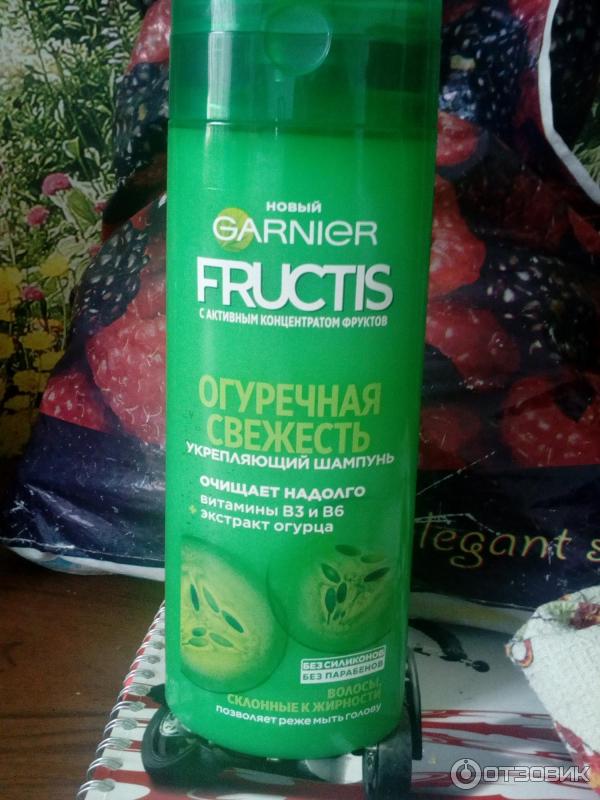 НОВЫЙ
GARNIER
FRUCTIS
С АКТИВНЫМ КОНЦЕНТРАТОМ ФРУКТОВ
ОГУРЕЧНАЯ
СВЕЖЕСТЬ
УКРЕПЛЯЮЩИЙ ШАМПУНЬ
ОЧИЩАЕТ НАДОЛГО
ВИТАМИНЫ B3 И B6
+ ЭКСТРАКТ ОГУРЦА
elegant
БЕЗ СИЛИКОНОВ
БЕЗ ПАРАБЕНОВ
ВОЛОСЫ,
СКЛОННЫЕ К ЖИРНОСТИ
ПОЗВОЛЯЕТ РЕЖЕ МЫТЬ ГОЛОВУ
ОТЗОВИК